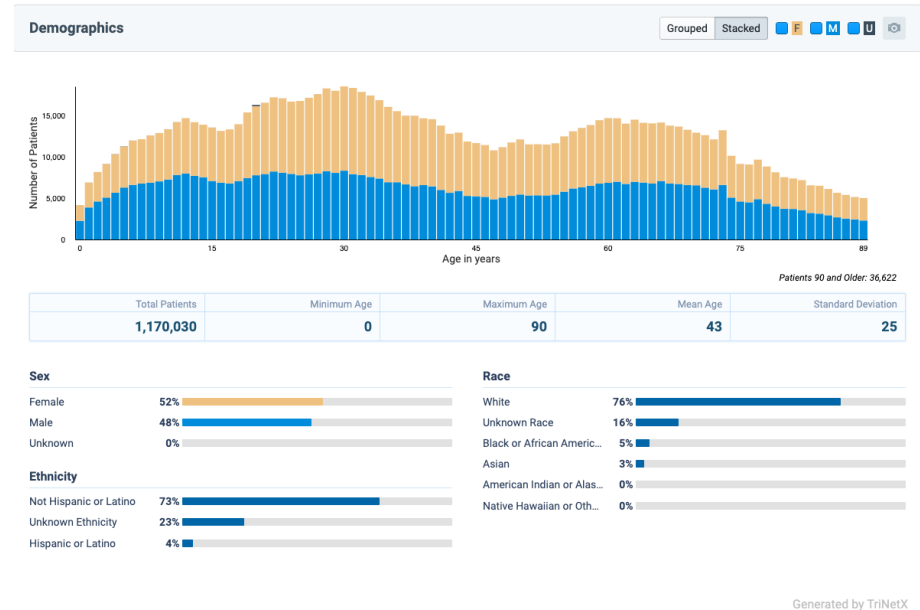 Demographics
Grouped Stacked F M U
Number of Patients
15,000
10,000
5,000
0
0 15 30 45 60 75 89
Age in years
Patients 90 and Older: 36,622
Total Patients Minimum Age Maximum Age Mean Age Standard Deviation
1,170,030 0 90 43 25
Sex
Female 52%
Male 48%
Unknown 0%
Ethnicity
Not Hispanic or Latino 73%
Unknown Ethnicity 23%
Hispanic or Latino 4%
Race
White 76%
Unknown Race 16%
Black or African Americ... 5%
Asian 3%
American Indian or Alas... 0%
Native Hawaiian or Oth... 0%
Generated by TriNetX